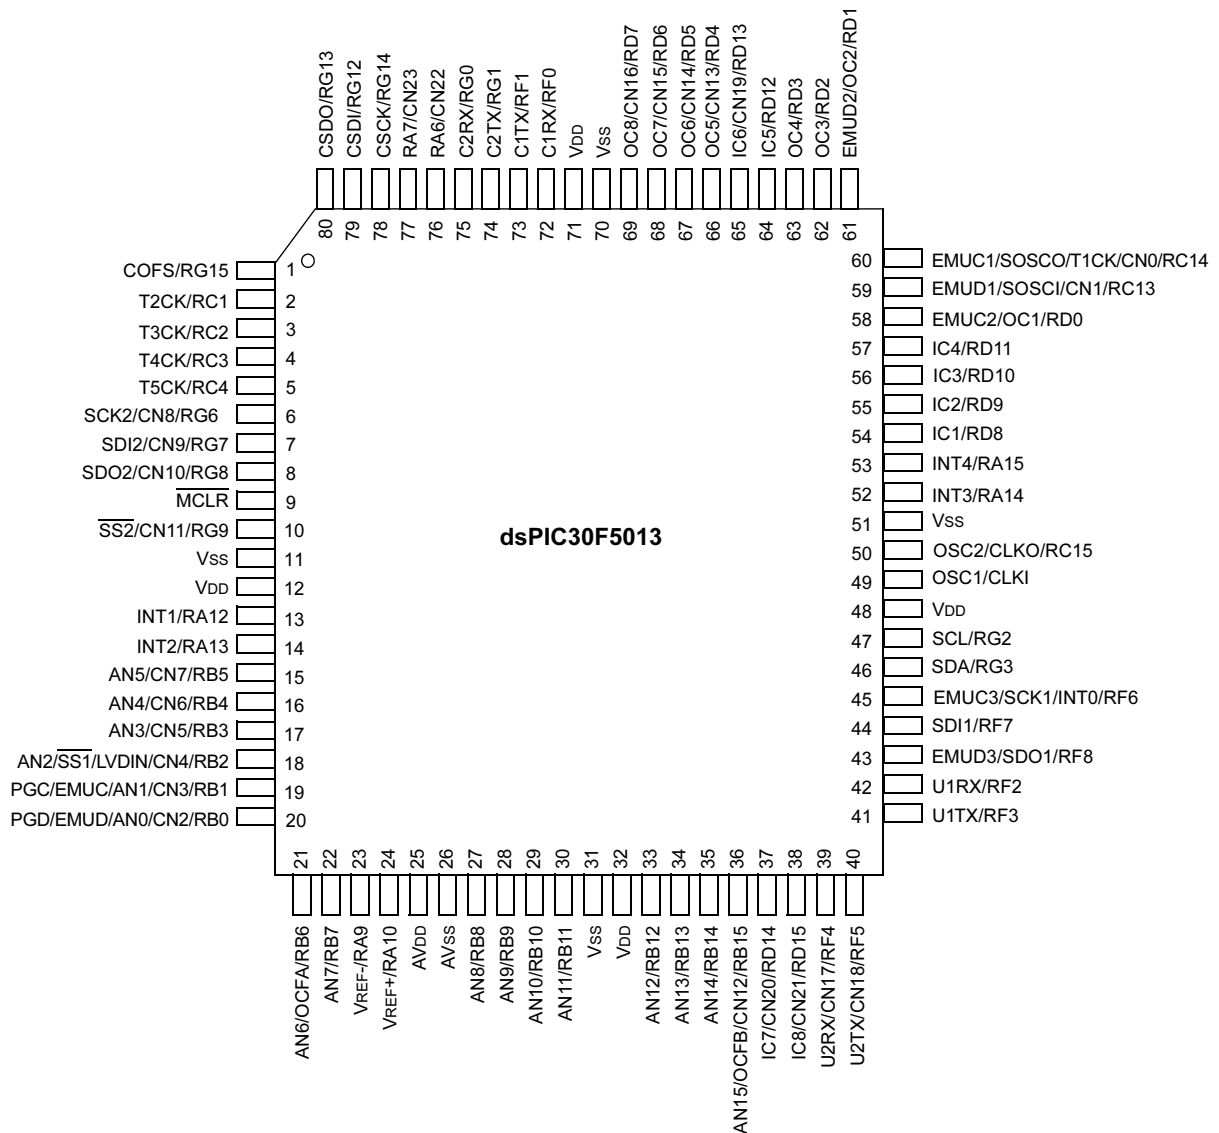 CSDO/RG13
CSDI/RG12
CSCK/RG14
RA7/CN23
RA6/CN22
C2RX/RG0
C2TX/RG1
C1TX/RF1
C1RX/RF0
VDD
VSS
OC8/CN16/RD7
OC7/CN15/RD6
OC6/CN14/RD5
OC5/CN13/RD4
IC6/CN19/RD13
IC5/RD12
OC4/RD3
OC3/RD2
EMUD2/OC2/RD1
80
79
78
77
76
75
74
73
72
71
70
69
68
67
66
65
64
63
62
61
COFS/RG15 1
T2CK/RC1 2
T3CK/RC2 3
T4CK/RC3 4
T5CK/RC4 5
SCK2/CN8/RG6 6
SDI2/CN9/RG7 7
SDO2/CN10/RG8 8
MCLR 9
SS2/CN11/RG9 10
VSS 11
VDD 12
INT1/RA12 13
INT2/RA13 14
AN5/CN7/RB5 15
AN4/CN6/RB4 16
AN3/CN5/RB3 17
AN2/SS1/LVDIN/CN4/RB2 18
PGC/EMUC/AN1/CN3/RB1 19
PGD/EMUD/AN0/CN2/RB0 20
dsPIC30F5013
60 EMUC1/SOSCO/T1CK/CN0/RC14
59 EMUD1/SOSCI/CN1/RC13
58 EMUC2/OC1/RD0
57 IC4/RD11
56 IC3/RD10
55 IC2/RD9
54 IC1/RD8
53 INT4/RA15
52 INT3/RA14
51 VSS
50 OSC2/CLKO/RC15
49 OSC1/CLKI
48 VDD
47 SCL/RG2
46 SDA/RG3
45 EMUC3/SCK1/INT0/RF6
44 SDI1/RF7
43 EMUD3/SDO1/RF8
42 U1RX/RF2
41 U1TX/RF3
21
22
23
24
25
26
27
28
29
30
31
32
33
34
35
36
37
38
39
40
AN6/OCFA/RB6
AN7/RB7
VREF-/RA9
VREF+/RA10
AVDD
AVSS
AN8/RB8
AN9/RB9
AN10/RB10
AN11/RB11
VSS
VDD
AN12/RB12
AN13/RB13
AN14/RB14
AN15/OCFB/CN12/RB15
IC7/CN20/RD14
IC8/CN21/RD15
U2RX/CN17/RF4
U2TX/CN18/RF5